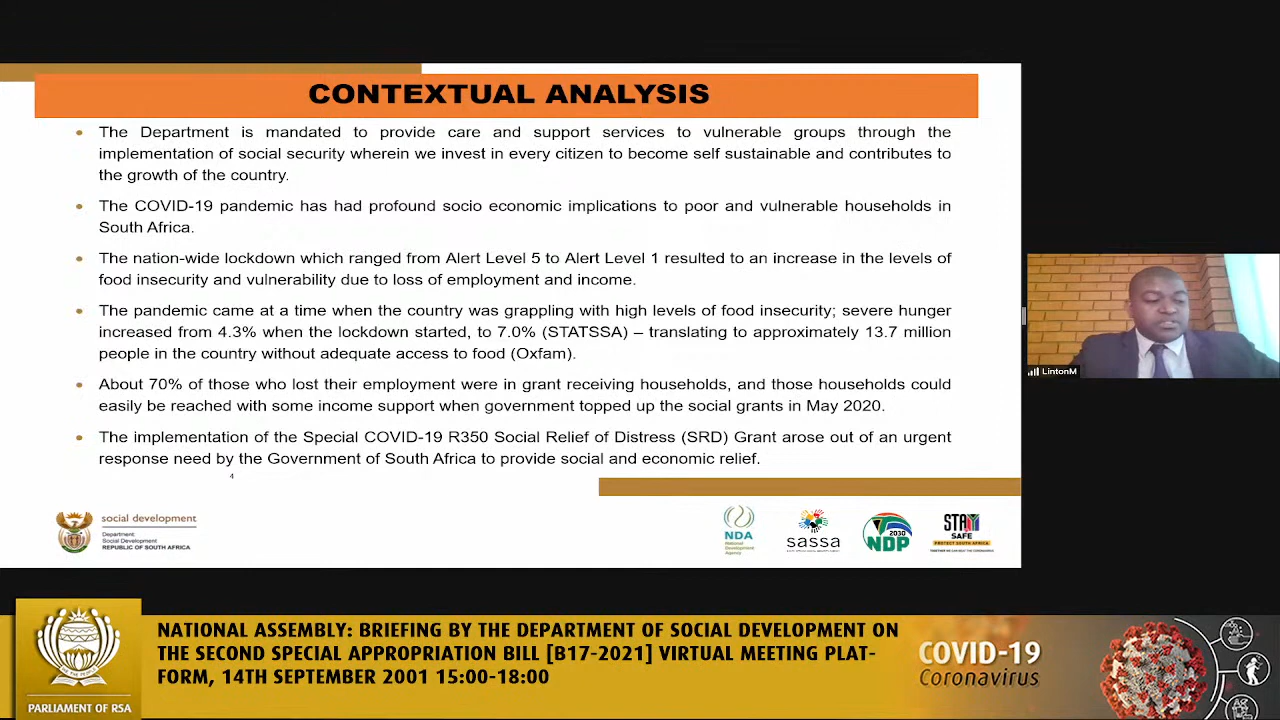 CONTEXTUAL ANALYSIS
• The Department is mandated to provide care and support services to vulnerable groups through the
implementation of social security wherein we invest in every citizen to become self sustainable and contributes to
the growth of the country.
• The COVID-19 pandemic has had profound socio economic implications to poor and vulnerable households in
South Africa.
• The nation-wide lockdown which ranged from Alert Level 5 to Alert Level 1 resulted to an increase in the levels of
food insecurity and vulnerability due to loss of employment and income.
• The pandemic came at a time when the country was grappling with high levels of food insecurity; severe hunger
increased from 4.3% when the lockdown started, to 7.0% (STATSSA) – translating to approximately 13.7 million
people in the country without adequate access to food (Oxfam).
• About 70% of those who lost their employment were in grant receiving households, and those households could
easily be reached with some income support when government topped up the social grants in May 2020.
• The implementation of the Special COVID-19 R350 Social Relief of Distress (SRD) Grant arose out of an urgent
response need by the Government of South Africa to provide social and economic relief.
4
social development
Department:
Social Development
REPUBLIC OF SOUTH AFRICA
NDA
National
Development
Agency
sassa
2030
NDP
STAY
SAFE
PROTECT SOUTH AFRICA
LintonM
PARLIAMENT OF RSA
NATIONAL ASSEMBLY: BRIEFING BY THE DEPARTMENT OF SOCIAL DEVELOPMENT ON
THE SECOND SPECIAL APPROPRIATION BILL [B17-2021] VIRTUAL MEETING PLAT-
FORM, 14TH SEPTEMBER 2001 15:00-18:00
COVID-19
Coronavirus